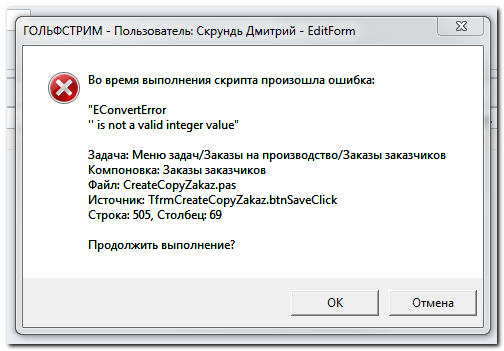 ГОЛЬФСТРИМ - Пользователь: Скрундь Дмитрий - EditForm
Во время выполнения скрипта произошла ошибка:
"EConvertError
'' is not a valid integer value"
Задача: Меню задач/Заказы на производство/Заказы заказчиков
Компоновка: Заказы заказчиков
Файл: CreateCopyZakaz.pas
Источник: TfrmCreateCopyZakaz.btnSaveClick
Строка: 505, Столбец: 69
Продолжить выполнение?
ОК
Отмена